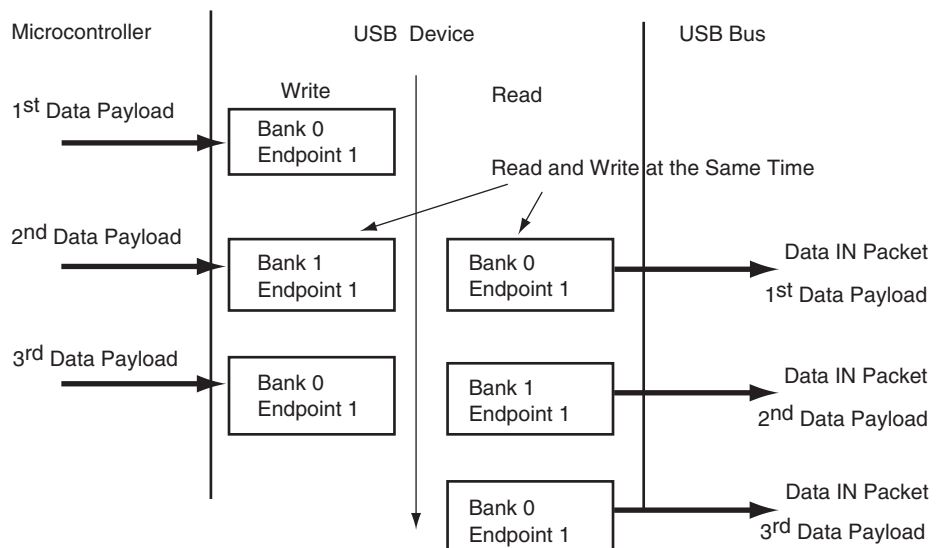 Microcontroller
USB Device
USB Bus
Write
Read
1st Data Payload
Bank 0
Endpoint 1
Read and Write at the Same Time
2nd Data Payload
Bank 1
Endpoint 1
Bank 0
Endpoint 1
Data IN Packet
1st Data Payload
3rd Data Payload
Bank 0
Endpoint 1
Bank 1
Endpoint 1
Data IN Packet
2nd Data Payload
Bank 0
Endpoint 1
Data IN Packet
3rd Data Payload